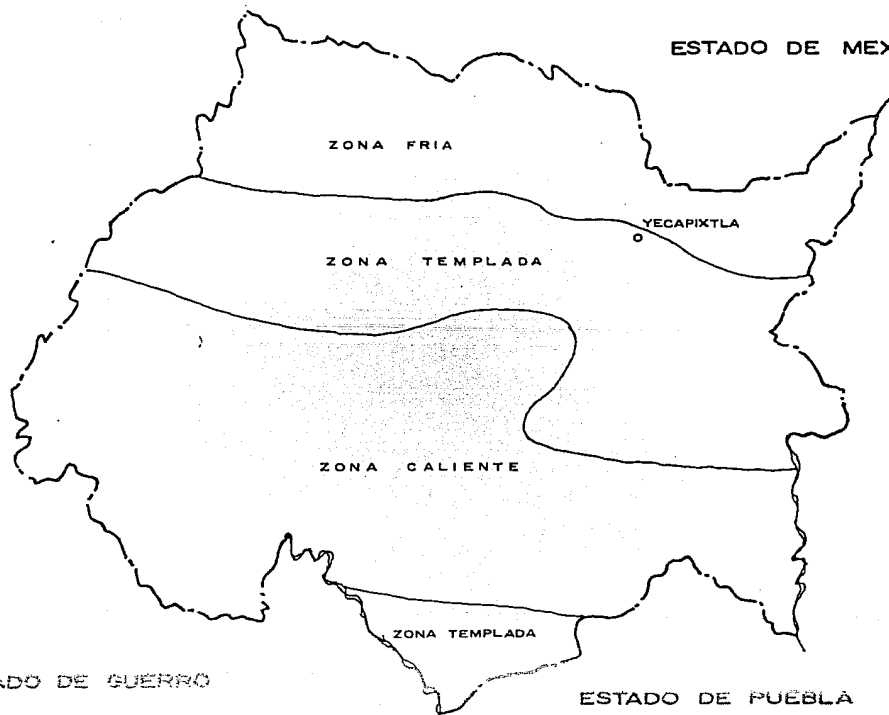 ESTADO DE MEX
ZONA FRIA
YECAPIXTLA
ZONA TEMPLADA
ZONA CALIENTE
ZONA TEMPLADA
ADO DE GUERRO
ESTADO DE PUEBLA